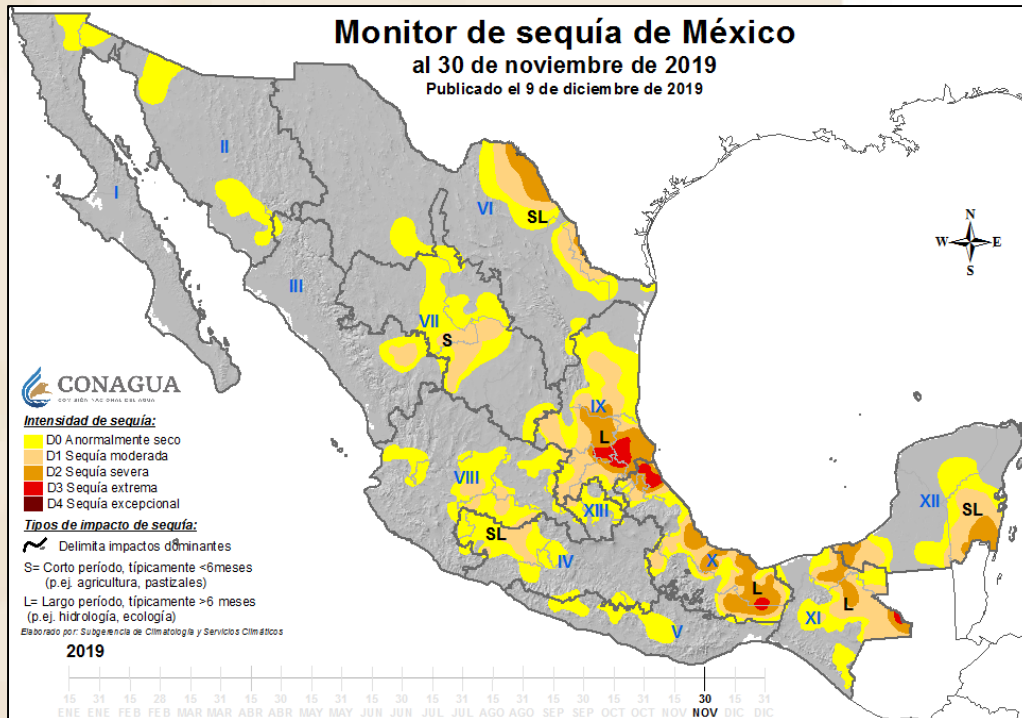 Monitor de sequía de México
al 30 de noviembre de 2019
Publicado el 9 de diciembre de 2019
I
II
III
VI
SL
VII
S
N
W E
S
IX
L
VIII
XIII
SL
IV
V
X
L
XI
L
XII
SL
CONAGUA
COMISIÓN NACIONAL DEL AGUA
Intensidad de sequía:
D0 Anormalmente seco
D1 Sequía moderada
D2 Sequía severa
D3 Sequía extrema
D4 Sequía excepcional
Tipos de impacto de sequía:
Delimita impactos dominantes
S= Corto período, típicamente <6meses
(p.ej. agricultura, pastizales)
L= Largo período, típicamente >6 meses
(p.ej. hidrología, ecología)
Elaborado por: Subgerencia de Climatología y Servicios Climáticos
2019
15 31 15 28 15 31 15 30 15 31 15 30 15 31 15 31 15 30 15 31 15 30 15 31
ENE ENE FEB FEB MAR MAR ABR ABR MAY MAY JUN JUN JUL JUL AGO AGO SEP SEP OCT OCT NOV NOV DIC DIC